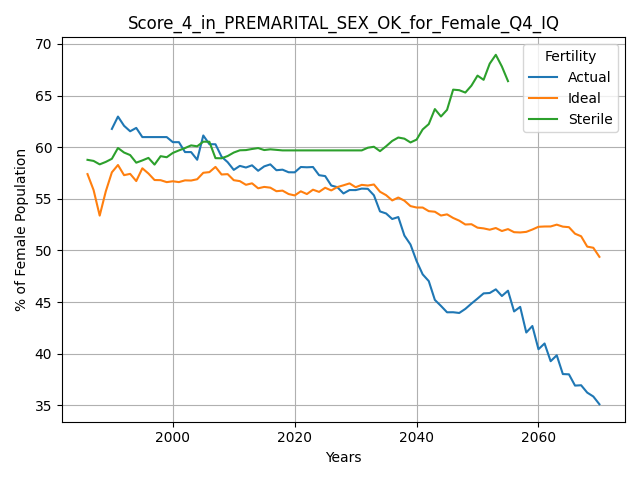 Score_4_in_PREMARITAL_SEX_OK_for_Female_Q4_IQ
70
65
60
55
50
45
40
35
% of Female Population
Fertility
Actual
Ideal
Sterile
2000
2020
2040
2060
Years